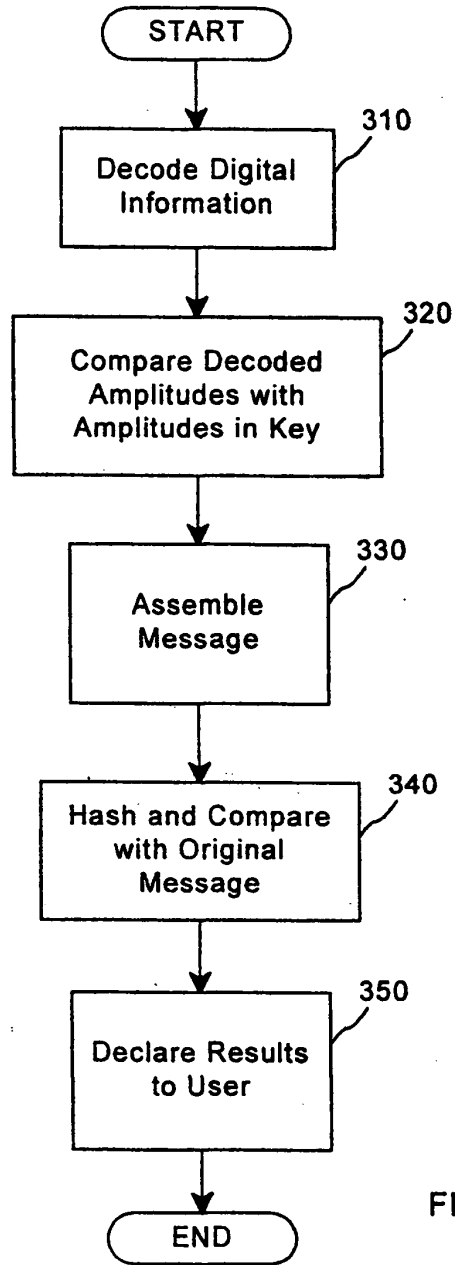 START
310
Decode Digital
Information
320
Compare Decoded
Amplitudes with
Amplitudes in Key
330
Assemble
Message
340
Hash and Compare
with Original
Message
350
Declare Results
to User
END